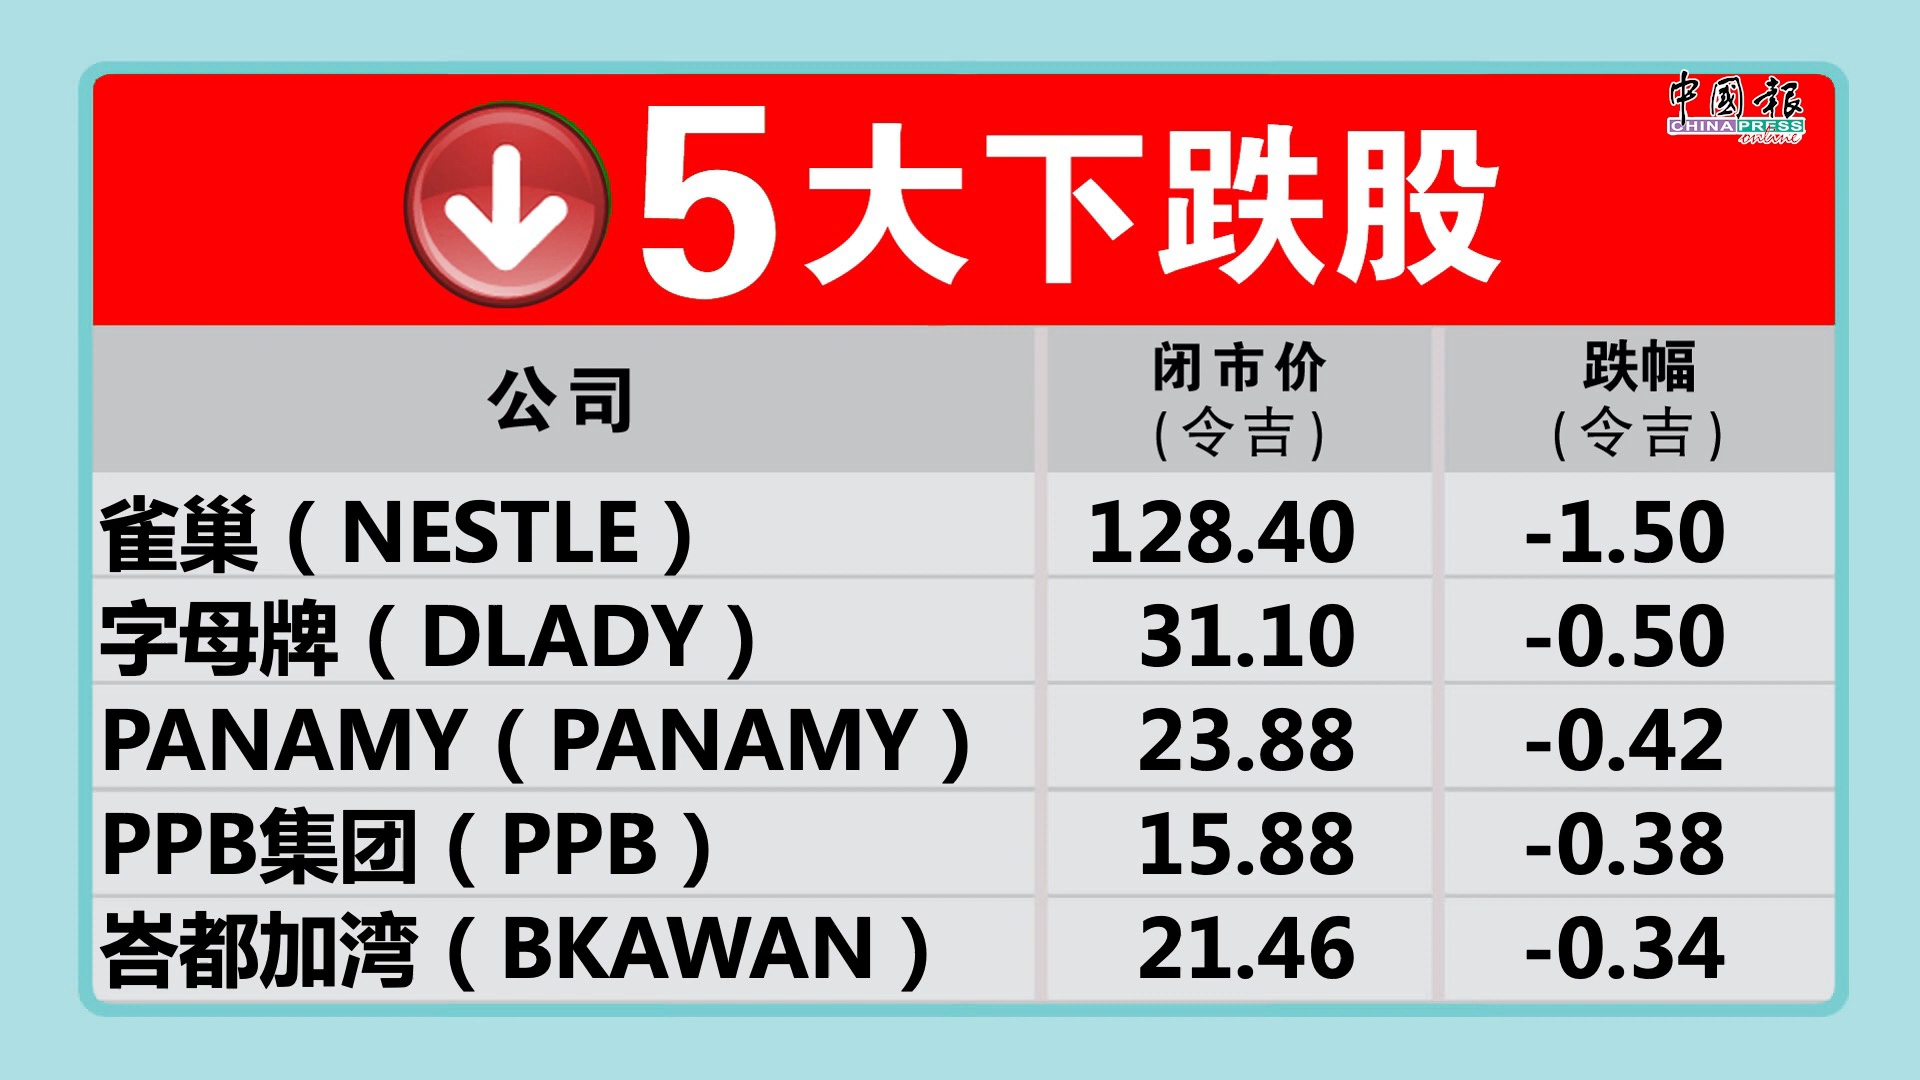 中國報
CHINA PRESS
online
5大下跌股
公司 闭市价 跌幅
(令吉) (令吉)
雀巢（NESTLE） 128.40 -1.50
字母牌（DLADY） 31.10 -0.50
PANAMY（PANAMY） 23.88 -0.42
PPB集团（PPB） 15.88 -0.38
峇都加湾（BKAWAN） 21.46 -0.34